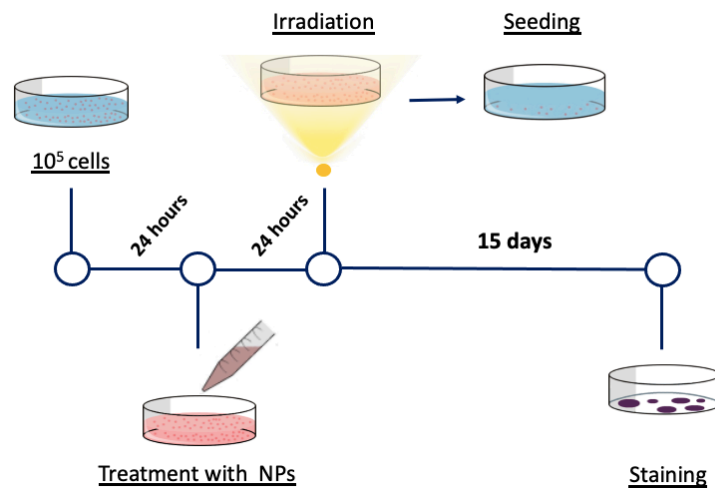 Irradiation
Seeding
10⁵ cells
24 hours
24 hours
15 days
Treatment with NPs
Staining